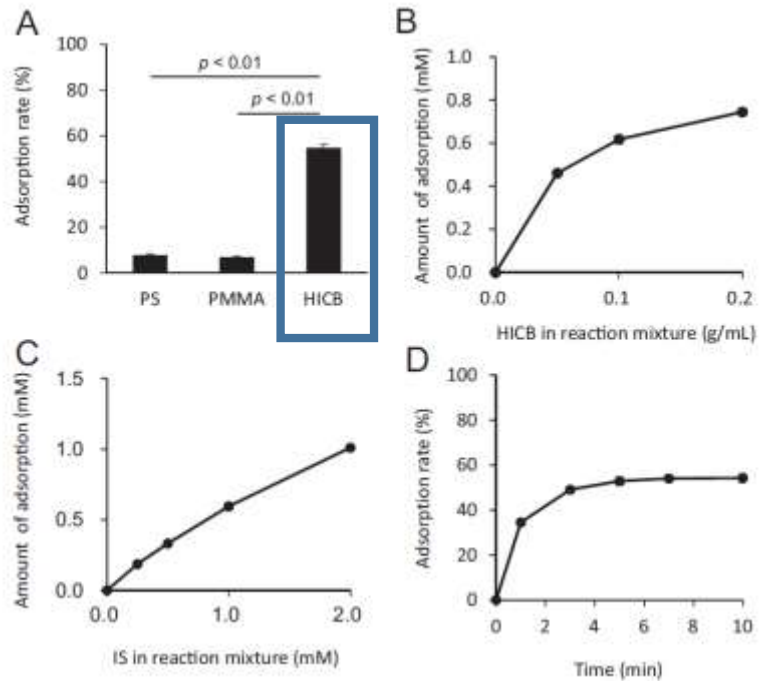 A
Adsorption rate (%)
100
80
60
40
20
0
p < 0.01
p < 0.01
PS PMMA HICB
B
Amount of adsorption (mM)
1.0
0.8
0.6
0.4
0.2
0.0
0.0 0.1 0.2
HICB in reaction mixture (g/mL)
C
Amount of adsorption (mM)
1.5
1.0
0.5
0.0
0.0 1.0 2.0
IS in reaction mixture (mM)
D
Adsorption rate (%)
100
80
60
40
20
0
0 2 4 6 8 10
Time (min)